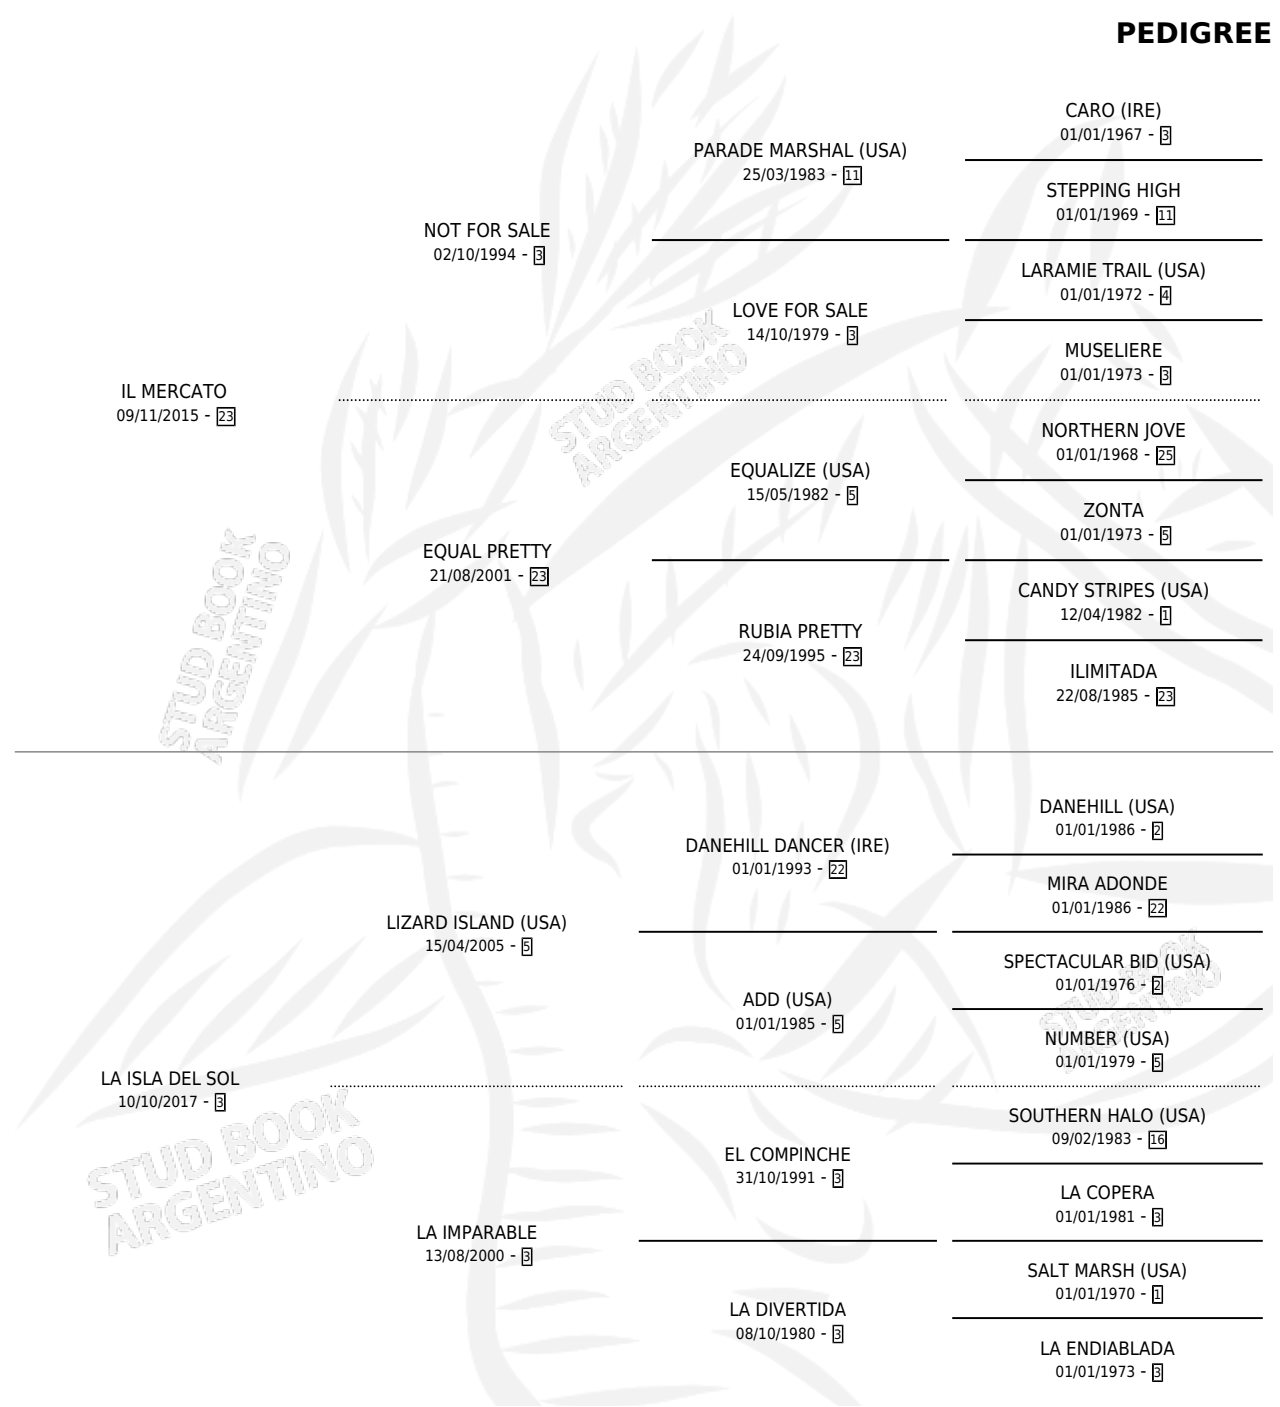 PEDIGREE
CARO (IRE)
01/01/1967 - 3
PARADE MARSHAL (USA)
25/03/1983 - 11
STEPPING HIGH
01/01/1969 - 11
NOT FOR SALE
02/10/1994 - 3
LARAMIE TRAIL (USA)
01/01/1972 - 4
LOVE FOR SALE
14/10/1979 - 3
MUSELIERE
01/01/1973 - 3
IL MERCATO
09/11/2015 - 23
NORTHERN JOVE
01/01/1968 - 25
EQUALIZE (USA)
15/05/1982 - 5
ZONTA
01/01/1973 - 5
EQUAL PRETTY
21/08/2001 - 23
CANDY STRIPES (USA)
12/04/1982 - 1
RUBIA PRETTY
24/09/1995 - 23
ILIMITADA
22/08/1985 - 23
DANEHILL (USA)
01/01/1986 - 2
DANEHILL DANCER (IRE)
01/01/1993 - 22
MIRA ADONDE
01/01/1986 - 22
LIZARD ISLAND (USA)
15/04/2005 - 5
SPECTACULAR BID (USA)
01/01/1976 - 2
ADD (USA)
01/01/1985 - 5
NUMBER (USA)
01/01/1979 - 5
LA ISLA DEL SOL
10/10/2017 - 3
SOUTHERN HALO (USA)
09/02/1983 - 16
EL COMPINCHE
31/10/1991 - 3
LA COPERA
01/01/1981 - 3
LA IMPARABLE
13/08/2000 - 3
SALT MARSH (USA)
01/01/1970 - 1
LA DIVERTIDA
08/10/1980 - 3
LA ENDIABLADA
01/01/1973 - 3
STUD BOOK
ARGENTINO
STUD BOOK
ARGENTINO
STUD BOOK
ARGENTINO
STUD BOOK
ARGENTINO